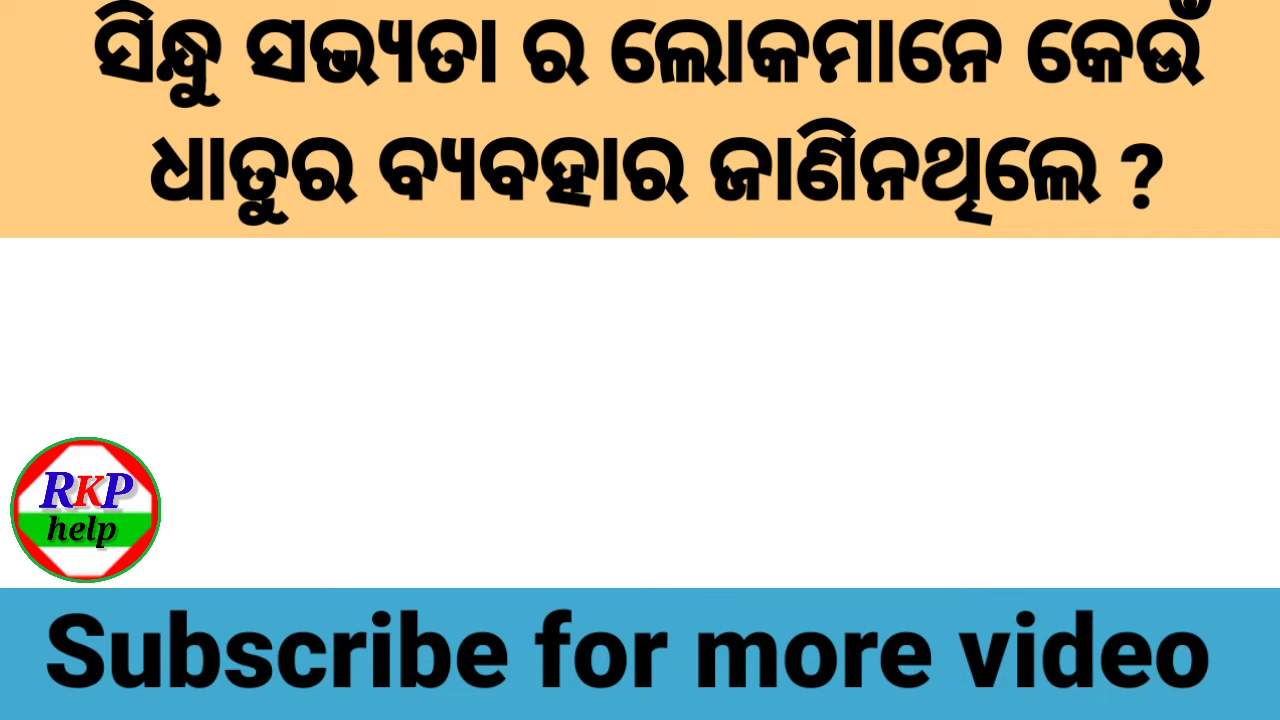 ସିନ୍ଧୁ ସଭ୍ୟତା ର ଲୋକମାନେ କେଉଁ
ଧାତୁର ବ୍ୟବହାର ଜାଣିନଥିଲେ ?
RKP
help
Subscribe for more video